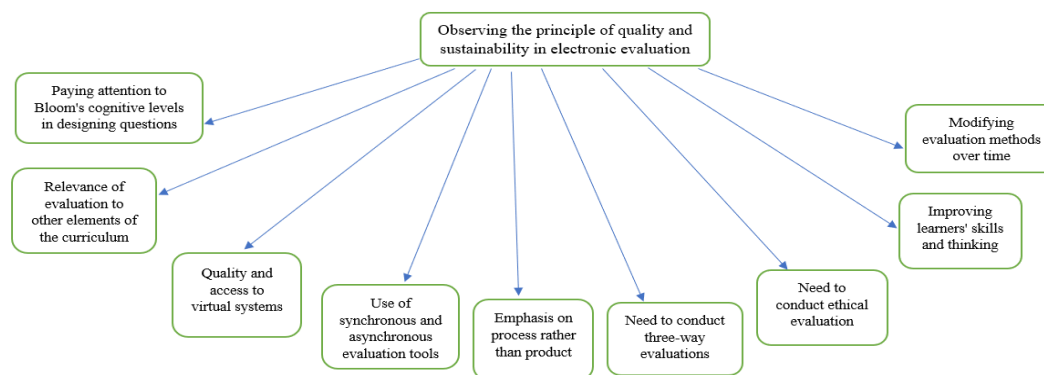 Observing the principle of quality and
sustainability in electronic evaluation
Paying attention to
Bloom's cognitive levels
in designing questions
Relevance of
evaluation to
other elements of
the curriculum
Quality and
access to
virtual systems
Use of
synchronous and
asynchronous
evaluation tools
Emphasis on
process rather
than product
Need to conduct
three-way
evaluations
Need to
conduct ethical
evaluation
Improving
learners' skills
and thinking
Modifying
evaluation methods
over time